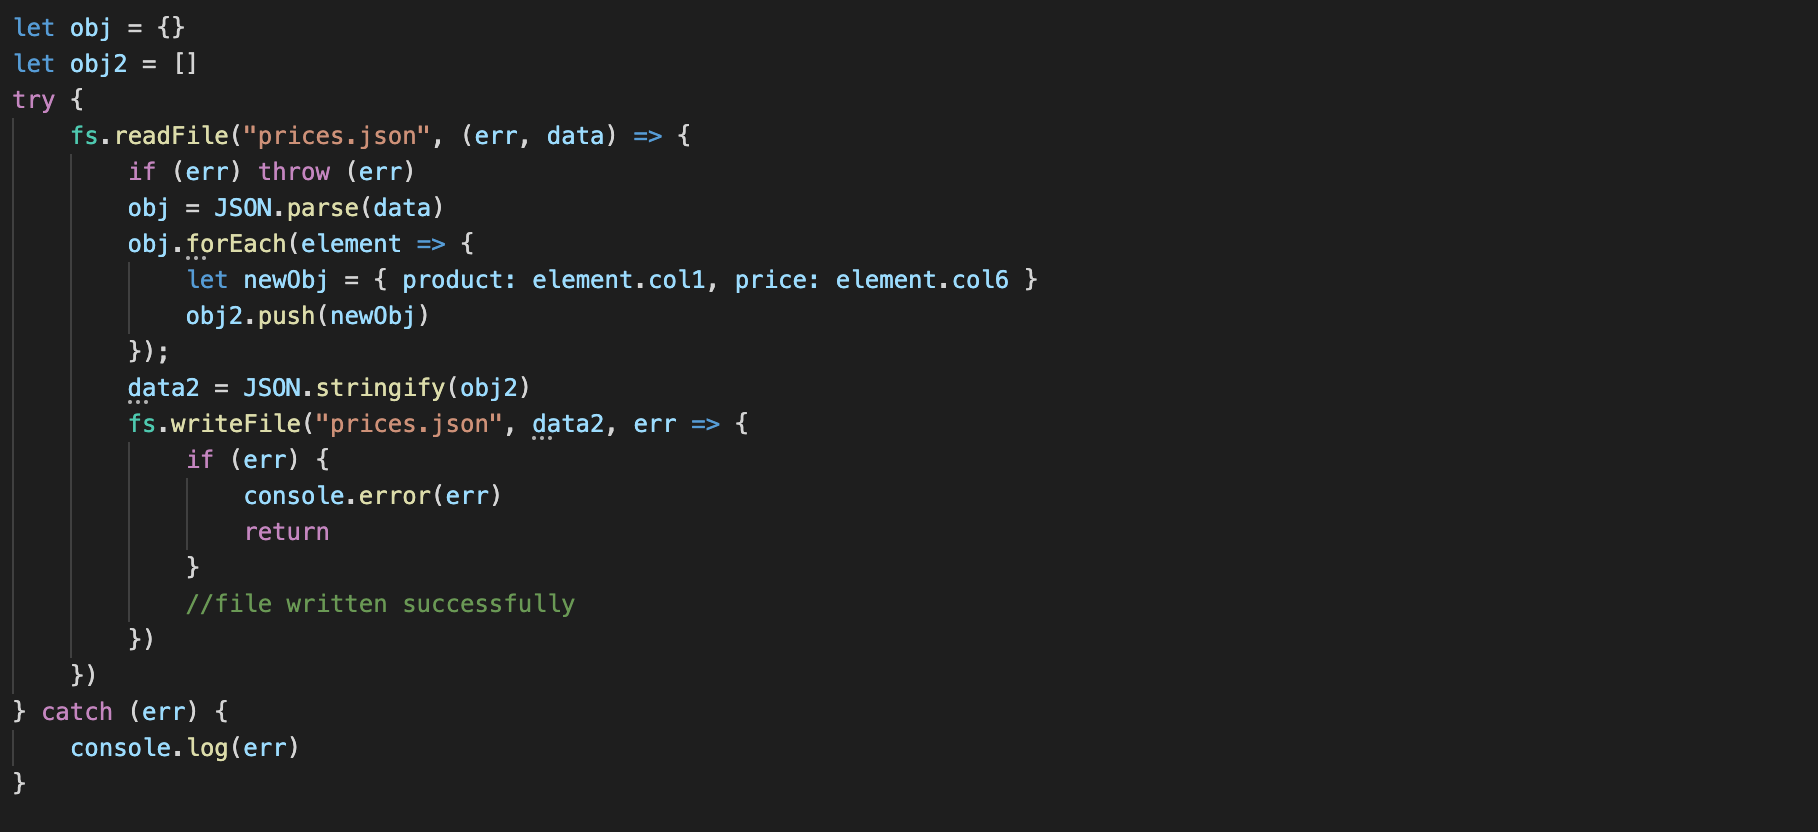 let obj = {}
let obj2 = []
try {
    fs.readFile("prices.json", (err, data) => {
        if (err) throw (err)
        obj = JSON.parse(data)
        obj.forEach(element => {
            let newObj = { product: element.col1, price: element.col6 }
            obj2.push(newObj)
        });
        data2 = JSON.stringify(obj2)
        fs.writeFile("prices.json", data2, err => {
            if (err) {
                console.error(err)
                return
            }
            //file written successfully
        })
    })
} catch (err) {
    console.log(err)
}